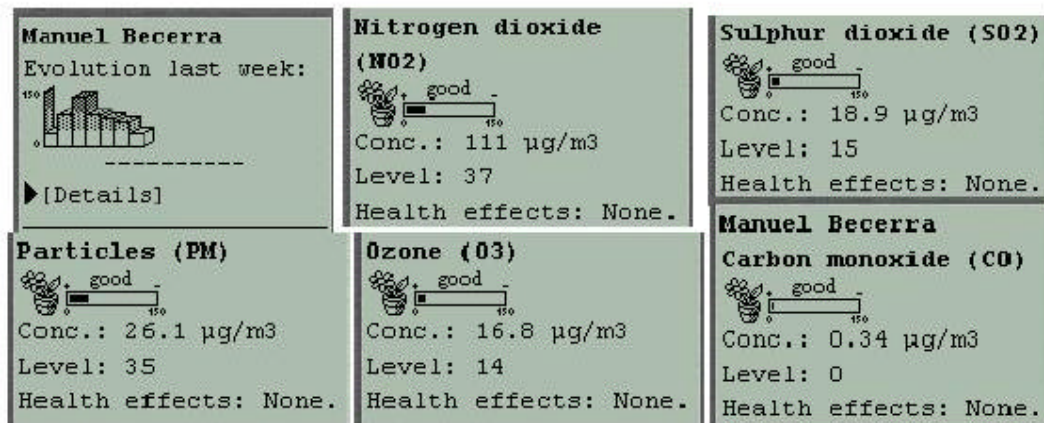 Manuel Becerra
Evolution last week:
150
0
----------
[Details]
Nitrogen dioxide
(NO2)
+ good -
0 150
Conc.: 111 µg/m3
Level: 37
Health effects: None.
Sulphur dioxide (SO2)
+ good -
0 150
Conc.: 18.9 µg/m3
Level: 15
Health effects: None.
Particles (PM)
+ good -
0 150
Conc.: 26.1 µg/m3
Level: 35
Health effects: None.
Ozone (O3)
+ good -
0 150
Conc.: 16.8 µg/m3
Level: 14
Health effects: None.
Manuel Becerra
Carbon monoxide (CO)
+ good -
0 150
Conc.: 0.34 µg/m3
Level: 0
Health effects: None.